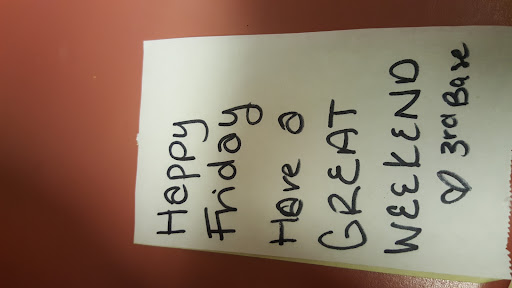 Happy
Friday
Have a
GREAT
WEEKEND
♡ 3rd Base